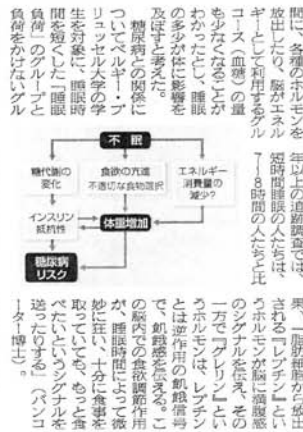 間に、各種のホルモンを
放出したり、脳がエネル
ギーとして利用するグル
コース（血糖）の量
も少なくなることが
わかったとし、睡眠
の多少が体に影響を
及ぼすと考えた。
糖尿病との関係に
ついてベルギー・ブ
リュッセル大学の学
生を対象に、睡眠時
間を短くした「睡眠
負荷」のグループと
負荷をかけないグル
不眠
糖代謝の
変化
食欲の亢進
不適切な食物選択
エネルギー
消費量の
減少?
インスリン
抵抗性
体重増加
糖尿病
リスク
年以上の追跡調査では、
短時間睡眠の人たちは、
7～8時間の人たちと比
果、「脂肪細胞から放出
される『レプチン』とい
うホルモンが脳に満腹感
のシグナルを伝え、その
一方で『グレリン』とい
うホルモンは、レプチン
とは逆作用の飢餓信号
で、飢餓感を伝える。こ
の脳内での食欲調節作用
が、睡眠時間によって微
妙に狂い、十分に食事を
取っていても、もっと食
べたいというシグナルを
送ったりする」（バンコ
ーター博士）。